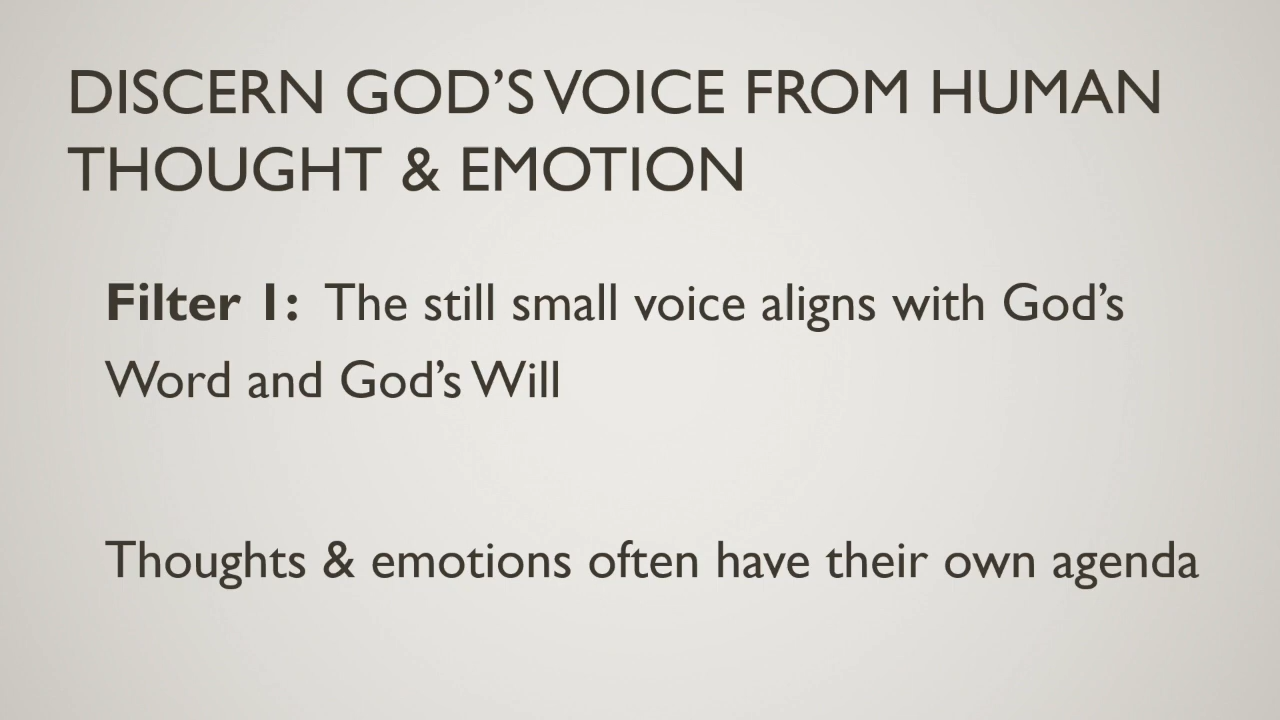 DISCERN GOD’S VOICE FROM HUMAN
THOUGHT & EMOTION
Filter 1: The still small voice aligns with God’s
Word and God’s Will
Thoughts & emotions often have their own agenda